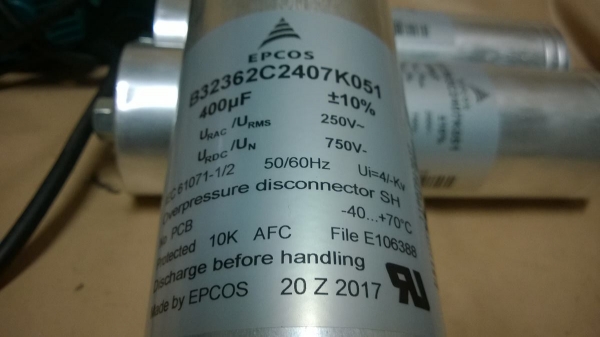 EPCOS
B32362C2407K051
400µF ±10%
URAC /URMS 250V~
URDC /UN 750V-
IEC 61071-1/2 50/60Hz Ui=4/-Kv
Overpressure disconnector SH
No PCB -40...+70°C
Protected 10K AFC File E106388
Discharge before handling
Made by EPCOS 20 Z 2017